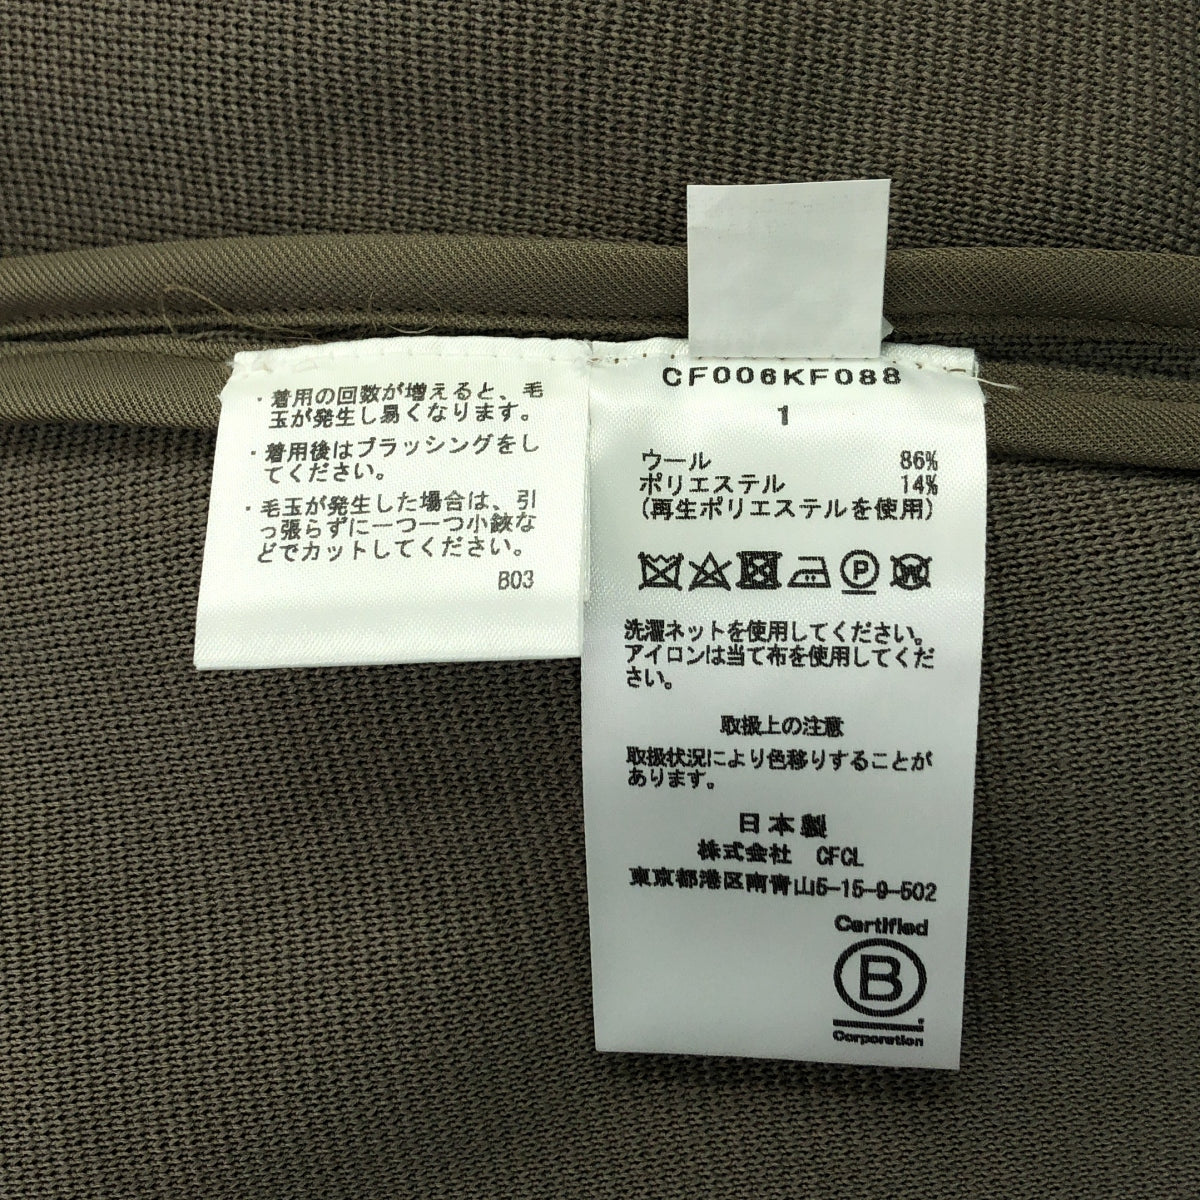 ・着用の回数が増えると、毛
玉が発生し易くなります。
・着用後はブラッシングをし
てください。
・毛玉が発生した場合は、引
っ張らずに一つ一つ小鋏な
どでカットしてください。
B03
CF006KF088
1
ウール 86%
ポリエステル 14%
(再生ポリエステルを使用)
P W
洗濯ネットを使用してください。
アイロンは当て布を使用してくだ
さい。
取扱上の注意
取扱状況により色移りすることが
あります。
日本製
株式会社 CFCL
東京都港区南青山5-15-9-502
Certified
B
Corporation